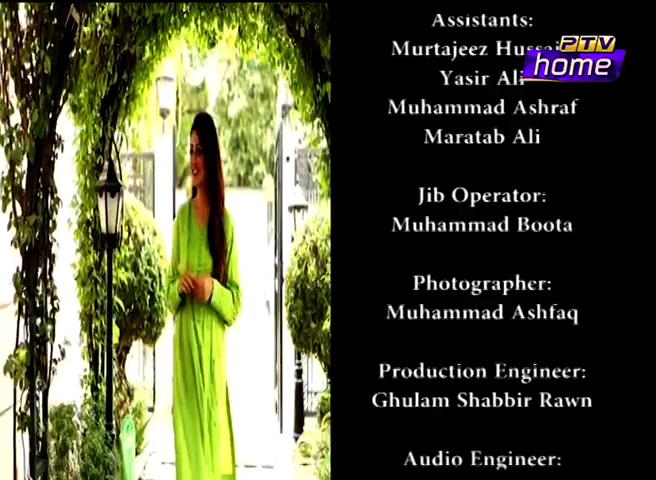 Assistants:
Murtajeez
PTV
home
Yasir Ali
Muhammad Ashraf
Maratab Ali
Jib Operator:
Muhammad Boota
Photographer:
Muhammad Ashfaq
Production Engineer:
Ghulam Shabbir Rawn
Audio Engineer: